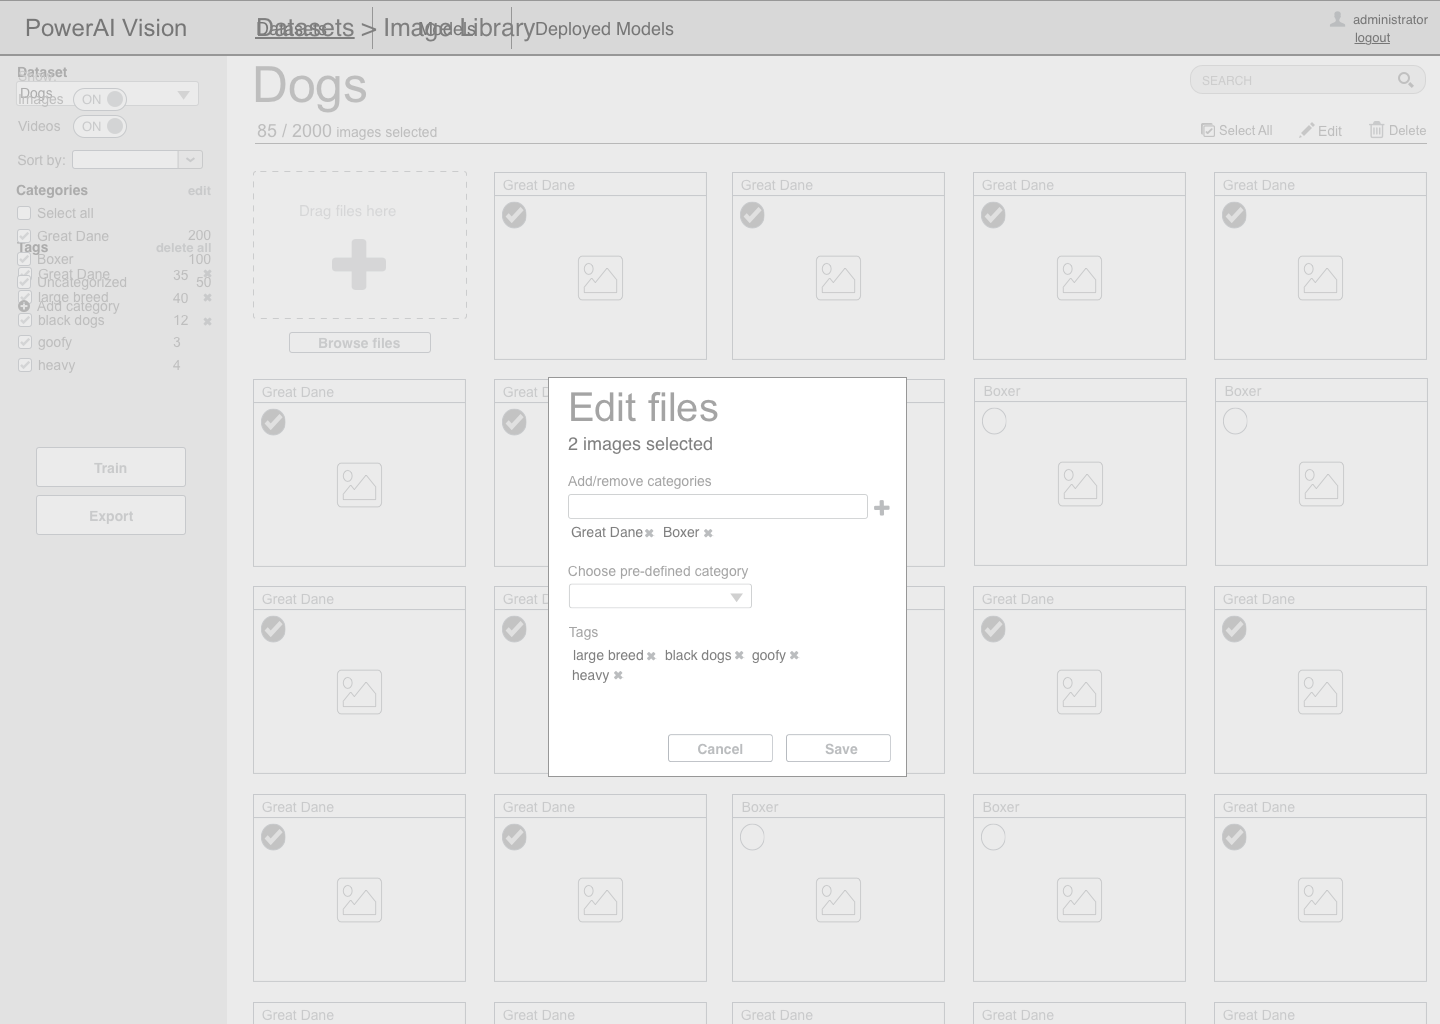 PowerAI Vision
Datasets > Image Library
Datasets
Models
Deployed Models
administrator
logout
Dataset
Show:
Dogs
Images ON
Videos ON
Sort by:
Categories edit
Select all
Great Dane 200
Tags delete all
Boxer 100
Great Dane 35
Uncategorized 50
large breed 40
Add category
black dogs 12
goofy 3
heavy 4
Train
Export
Dogs
SEARCH
85 / 2000 images selected
Select All
Edit
Delete
Drag files here
Browse files
Great Dane
Great Dane
Great Dane
Great Dane
Great Dane
Great D
Boxer
Boxer
Edit files
2 images selected
Add/remove categories
Great Dane Boxer
Choose pre-defined category
Tags
large breed black dogs goofy
heavy
Cancel
Save
Great Dane
Great D
Great Dane
Great Dane
Great Dane
Great Dane
Boxer
Boxer
Great Dane
Great Dane
Great Dane
Great Dane
Great Dane
Great Dane